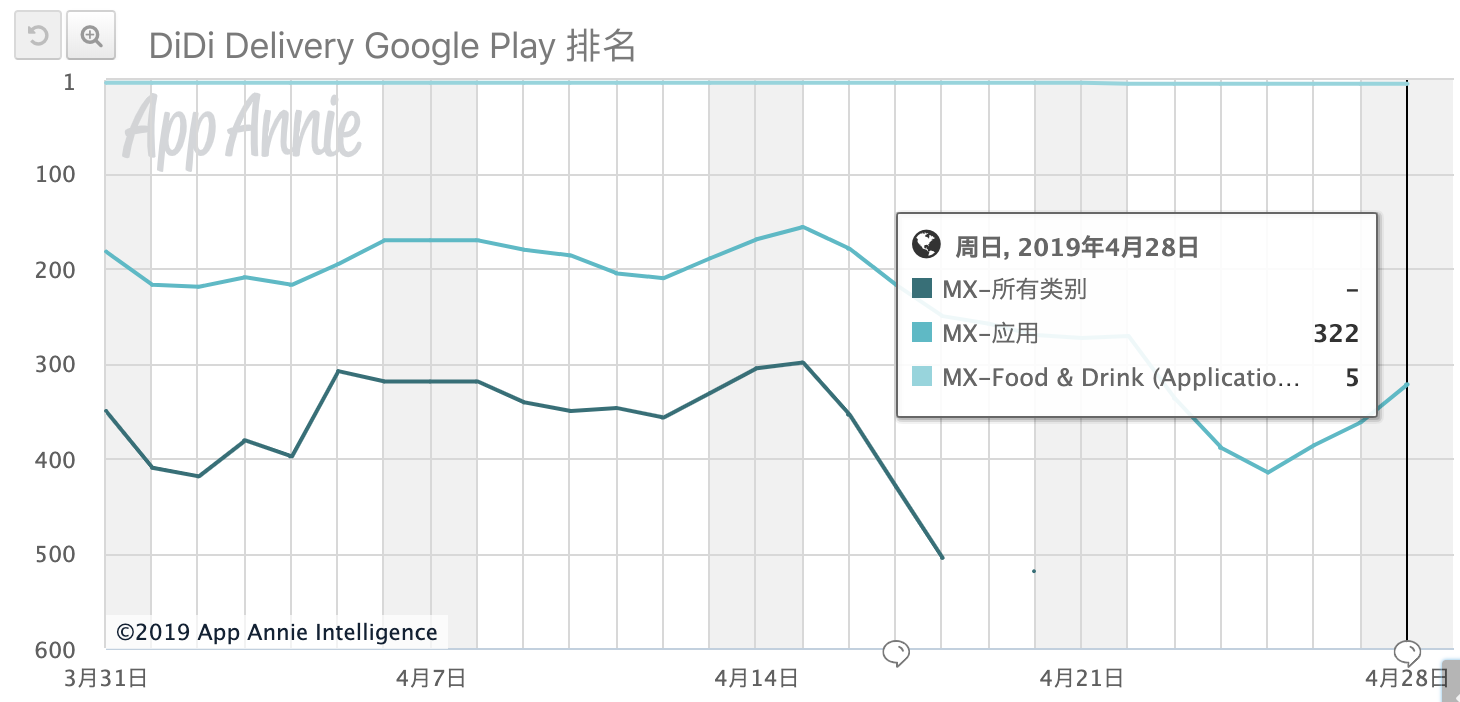 DiDi Delivery Google Play 排名
1
100
200
300
400
500
600
App Annie
周日, 2019年4月28日
MX-所有类别 –
MX-应用 322
MX-Food & Drink (Applicatio... 5
©2019 App Annie Intelligence
3月31日 4月7日 4月14日 4月21日 4月28日